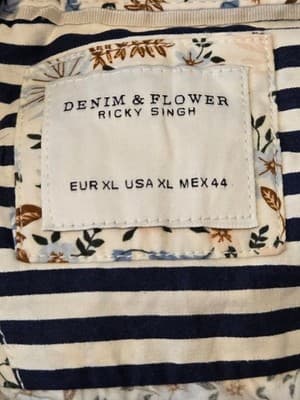 DENIM & FLOWER
RICKY SINGH
EUR XL USA XL MEX 44